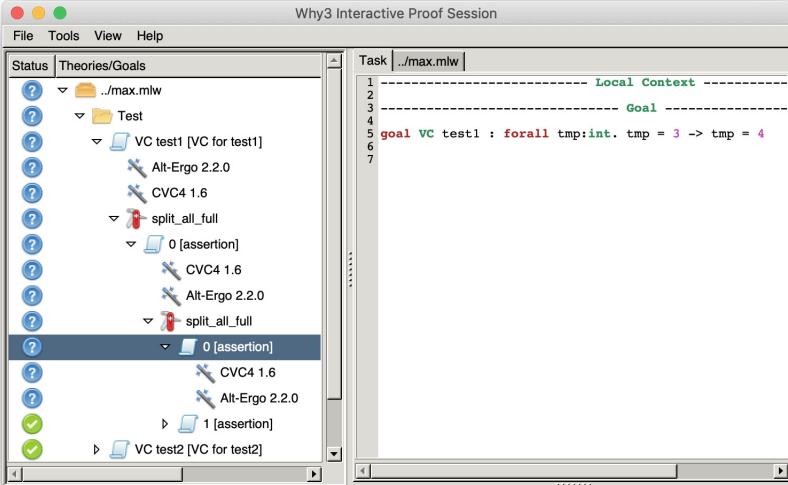 Why3 Interactive Proof Session
File Tools View Help
Status Theories/Goals
../max.mlw
Test
VC test1 [VC for test1]
Alt-Ergo 2.2.0
CVC4 1.6
split_all_full
0 [assertion]
CVC4 1.6
Alt-Ergo 2.2.0
split_all_full
0 [assertion]
CVC4 1.6
Alt-Ergo 2.2.0
1 [assertion]
VC test2 [VC for test2]
Task ../max.mlw
1 ---------------------------- Local Context -----------
2
3 -------------------------------- Goal ----------------
4
5 goal VC test1 : forall tmp:int. tmp = 3 -> tmp = 4
6
7